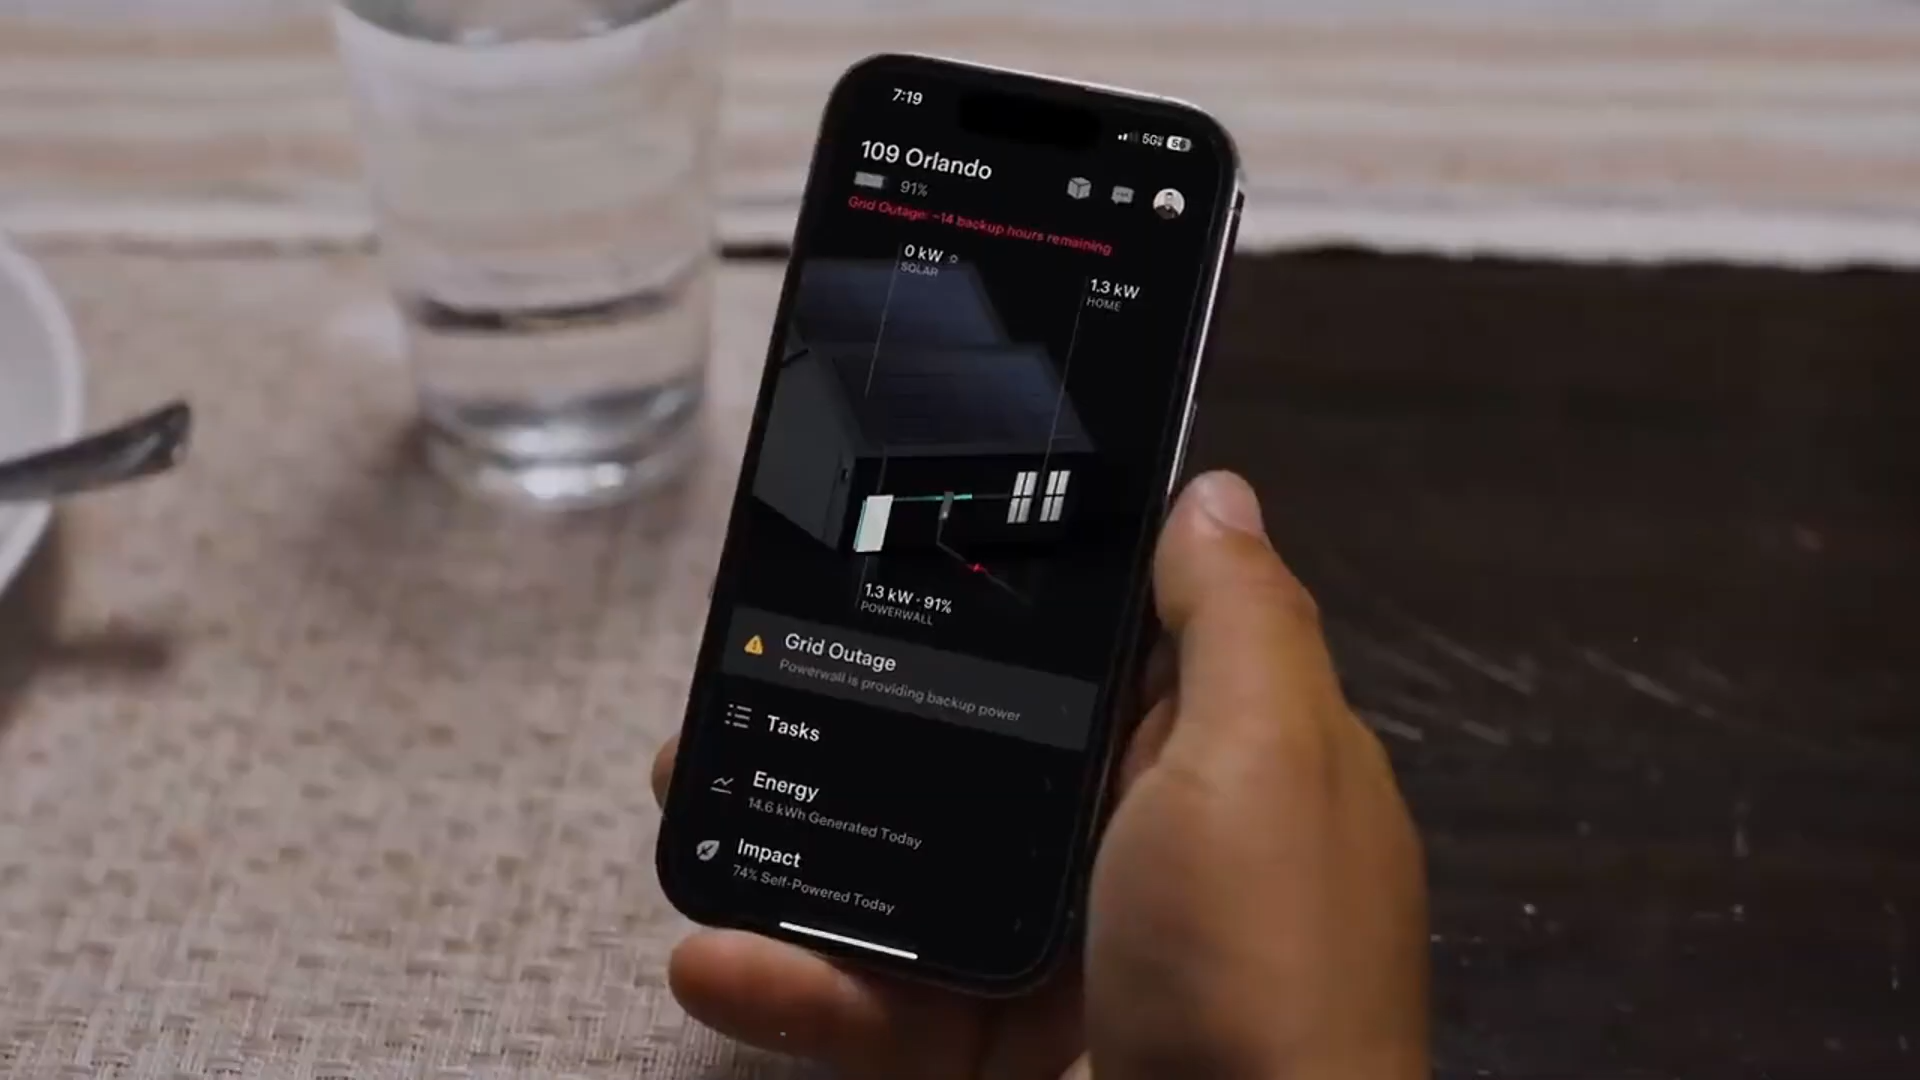 7:19
5G
56
109 Orlando
91%
Grid Outage: ~14 backup hours remaining
0 kW
SOLAR
1.3 kW
HOME
1.3 kW · 91%
POWERWALL
Grid Outage
Powerwall is providing backup power
Tasks
Energy
14.6 kWh Generated Today
Impact
74% Self-Powered Today